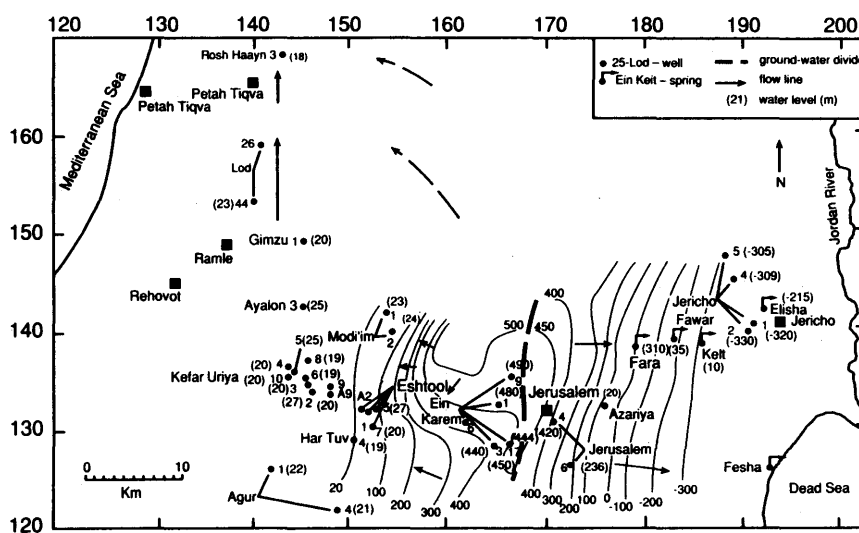 120 130 140 150 160 170 180 190 200
170
160
150
140
130
120
Mediterranean Sea
Rosh Haayn 3 (18)
Petah Tiqva
Petah Tiqva
26
Lod
(23) 44
Ramle
Gimzu 1 (20)
Rehovot
Ayalon 3 (25)
(23)
1 (24)
Modi'im
2
5(25)
(20) 4
8 (19)
Kefar Uriya (20) 10
6(19)
3
9
(27) 2
(20)
A9
A2
Eshtool
5(27)
1
7 (20)
Har Tuv
4 (19)
1 (22)
Agur
4 (21)
0 10
Km
20
100
200
300
400
Ein
Karem
6
(490)
9
(480)
1
(440)
3
17
(444
(450)
400
500
450
Jerusalem
4
(420)
Jerusalem
6
(236)
(20)
Azariya
400
300
200
100
0
-100
-200
-300
Fara
(310)
Fawar
(35)
Kelt
(10)
5 (-305)
4 (-309)
Jericho
(-215)
Elisha
2
1
Jericho
(-330)
(-320)
Fesha
Dead Sea
Jordan River
N
25-Lod – well
Ein Keit – spring
ground-water divide
flow line
(21) water level (m)